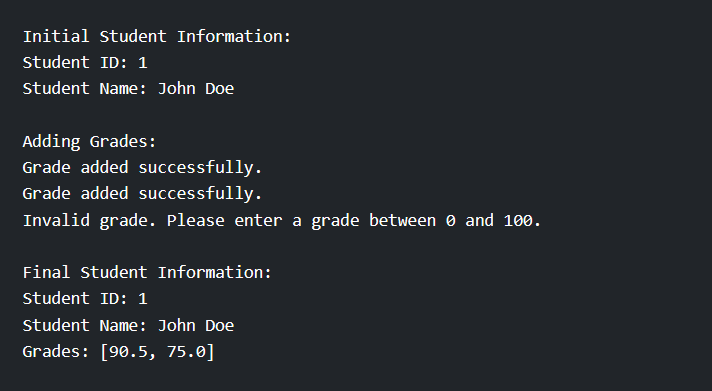 Initial Student Information:
Student ID: 1
Student Name: John Doe
Adding Grades:
Grade added successfully.
Grade added successfully.
Invalid grade. Please enter a grade between 0 and 100.
Final Student Information:
Student ID: 1
Student Name: John Doe
Grades: [90.5, 75.0]